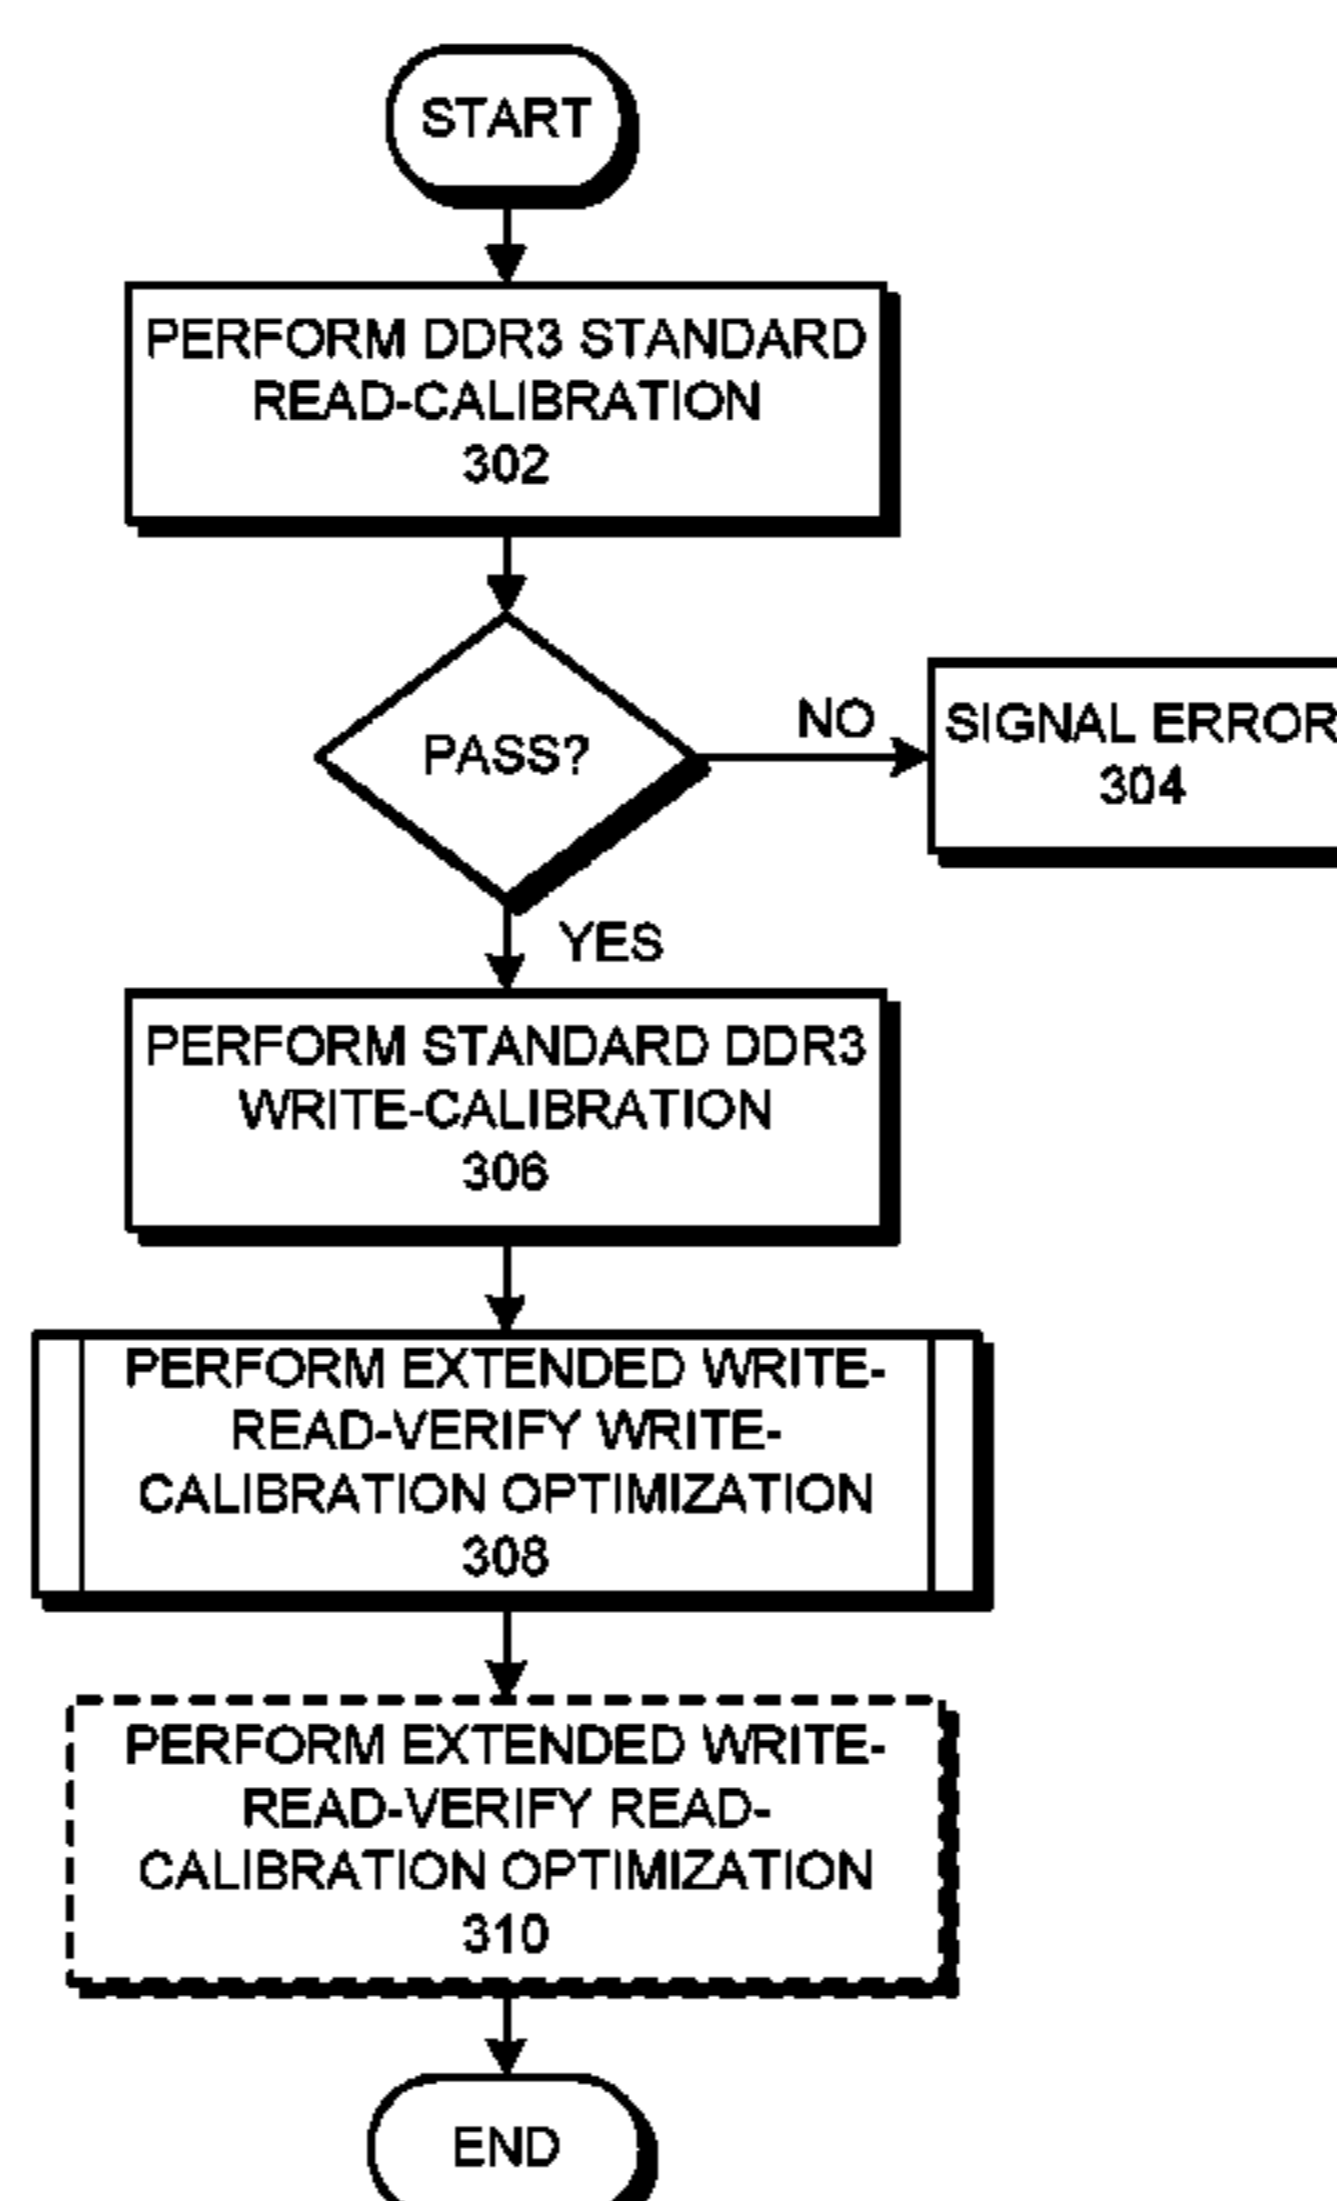 START
PERFORM DDR3 STANDARD
READ-CALIBRATION
302
PASS?
NO
SIGNAL ERROR
304
YES
PERFORM STANDARD DDR3
WRITE-CALIBRATION
306
PERFORM EXTENDED WRITE-
READ-VERIFY WRITE-
CALIBRATION OPTIMIZATION
308
PERFORM EXTENDED WRITE-
READ-VERIFY READ-
CALIBRATION OPTIMIZATION
310
END